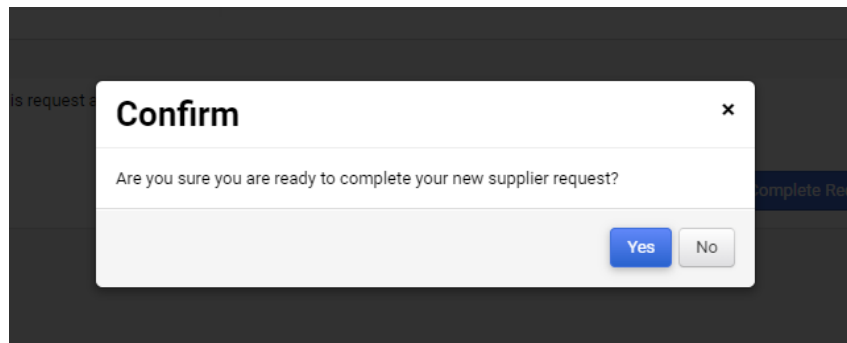 is request a
Confirm
×
Are you sure you are ready to complete your new supplier request?
Complete Re
Yes
No